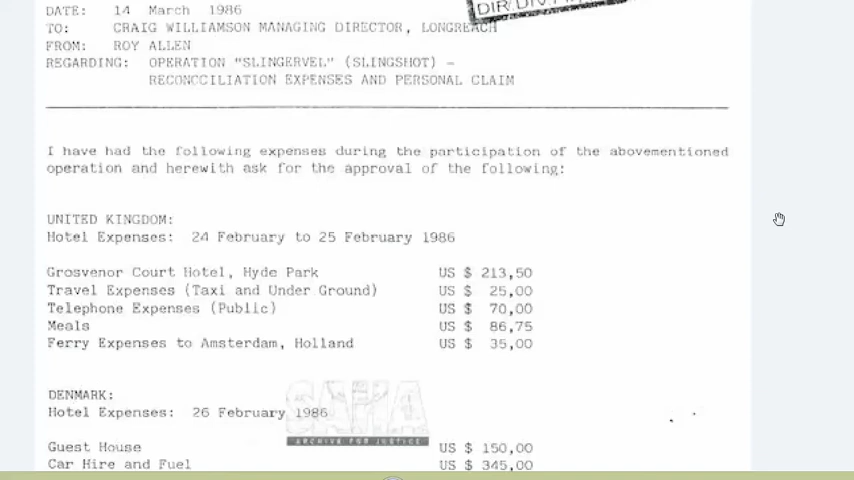 DATE: 14 March 1986
DIR/DIV
TO: CRAIG WILLIAMSON MANAGING DIRECTOR, LONGREACH
FROM: ROY ALLEN
REGARDING: OPERATION "SLINGERVEL" (SLINGSHOT) -
RECONCCILIATION EXPENSES AND PERSONAL CLAIM
I have had the following expenses during the participation of the abovementioned
operation and herewith ask for the approval of the following:
UNITED KINGDOM:
Hotel Expenses: 24 February to 25 February 1986
Grosvenor Court Hotel, Hyde Park US $ 213,50
Travel Expenses (Taxi and Under Ground) US $ 25,00
Telephone Expenses (Public) US $ 70,00
Meals US $ 86,75
Ferry Expenses to Amsterdam, Holland US $ 35,00
DENMARK:
Hotel Expenses: 26 February 1986
SAHA
ARCHIVE FOR JUSTICE
Guest House US $ 150,00
Car Hire and Fuel US $ 345,00